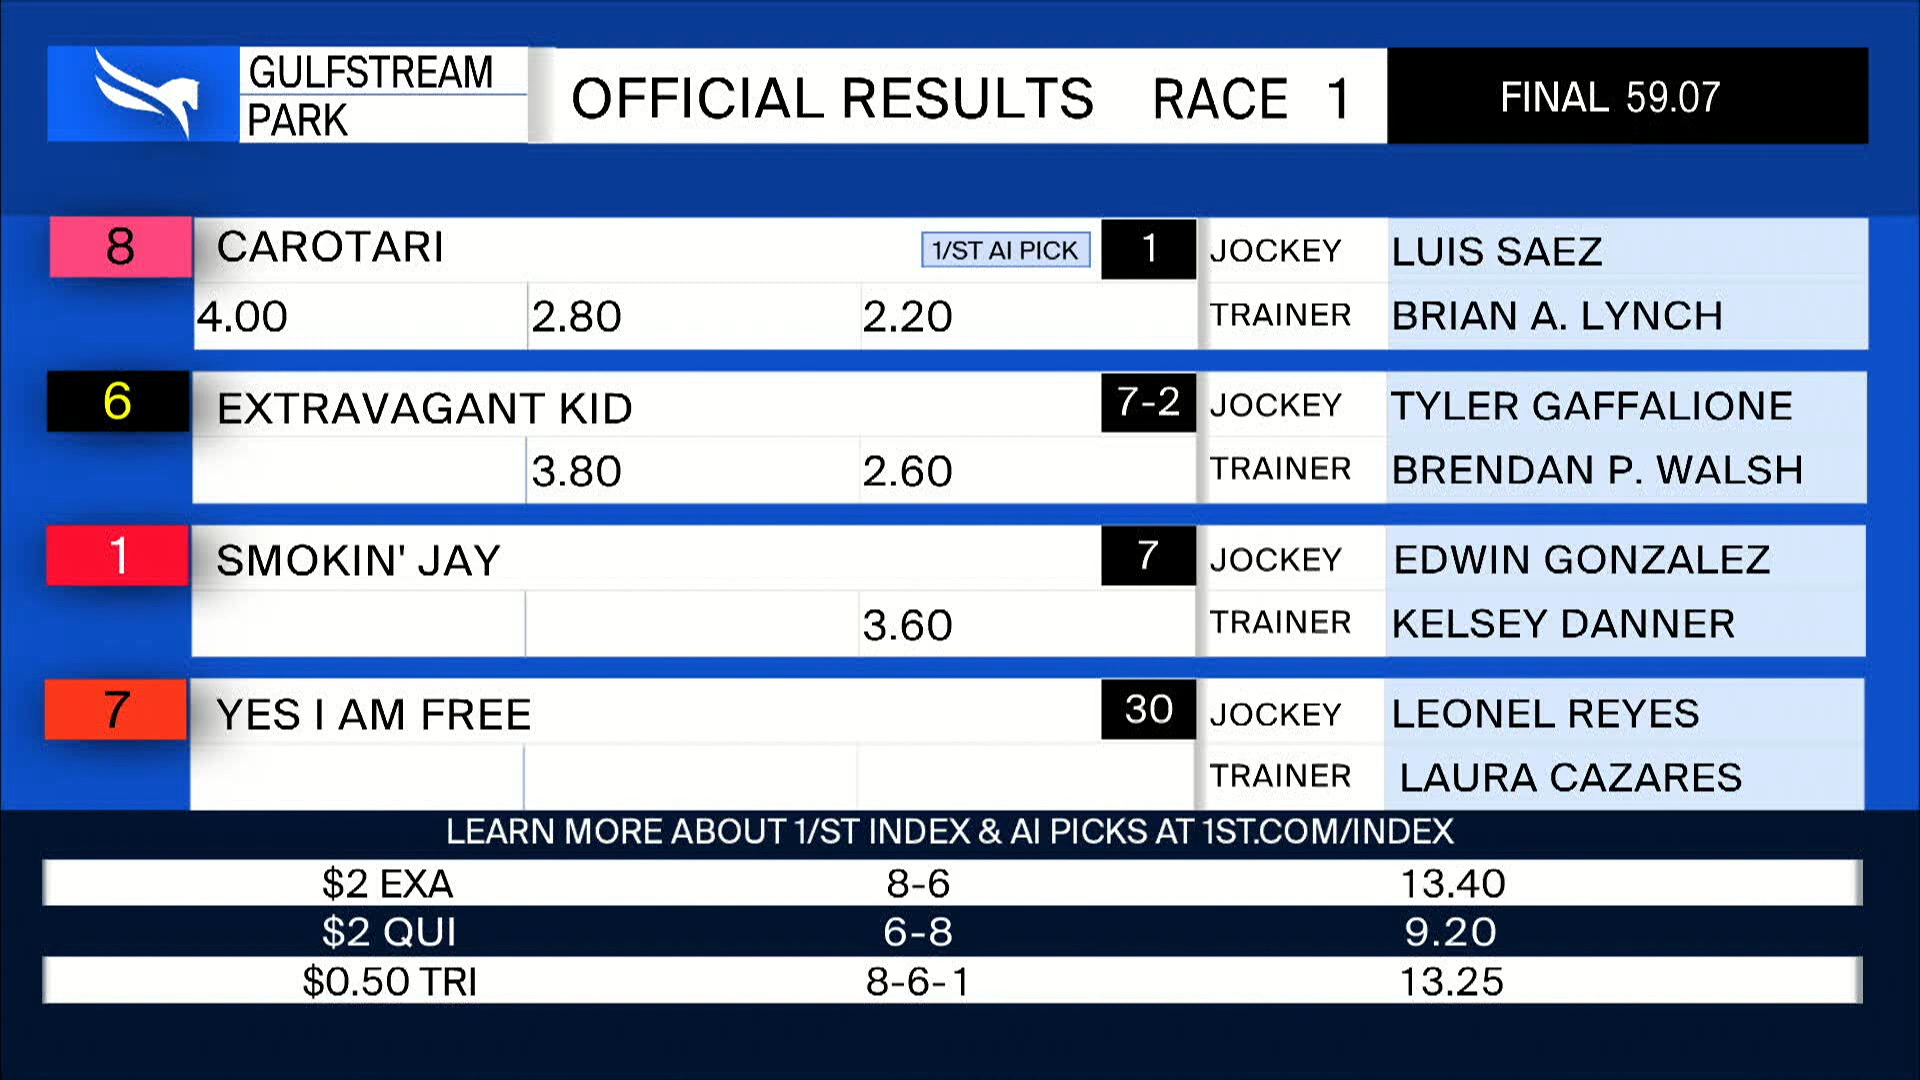 GULFSTREAM
PARK
OFFICIAL RESULTS RACE 1
FINAL 59.07
8 CAROTARI 1/ST AI PICK 1 JOCKEY LUIS SAEZ
4.00 2.80 2.20 TRAINER BRIAN A. LYNCH
6 EXTRAVAGANT KID 7-2 JOCKEY TYLER GAFFALIONE
3.80 2.60 TRAINER BRENDAN P. WALSH
1 SMOKIN' JAY 7 JOCKEY EDWIN GONZALEZ
3.60 TRAINER KELSEY DANNER
7 YES I AM FREE 30 JOCKEY LEONEL REYES
TRAINER LAURA CAZARES
LEARN MORE ABOUT 1/ST INDEX & AI PICKS AT 1ST.COM/INDEX
$2 EXA 8-6 13.40
$2 QUI 6-8 9.20
$0.50 TRI 8-6-1 13.25